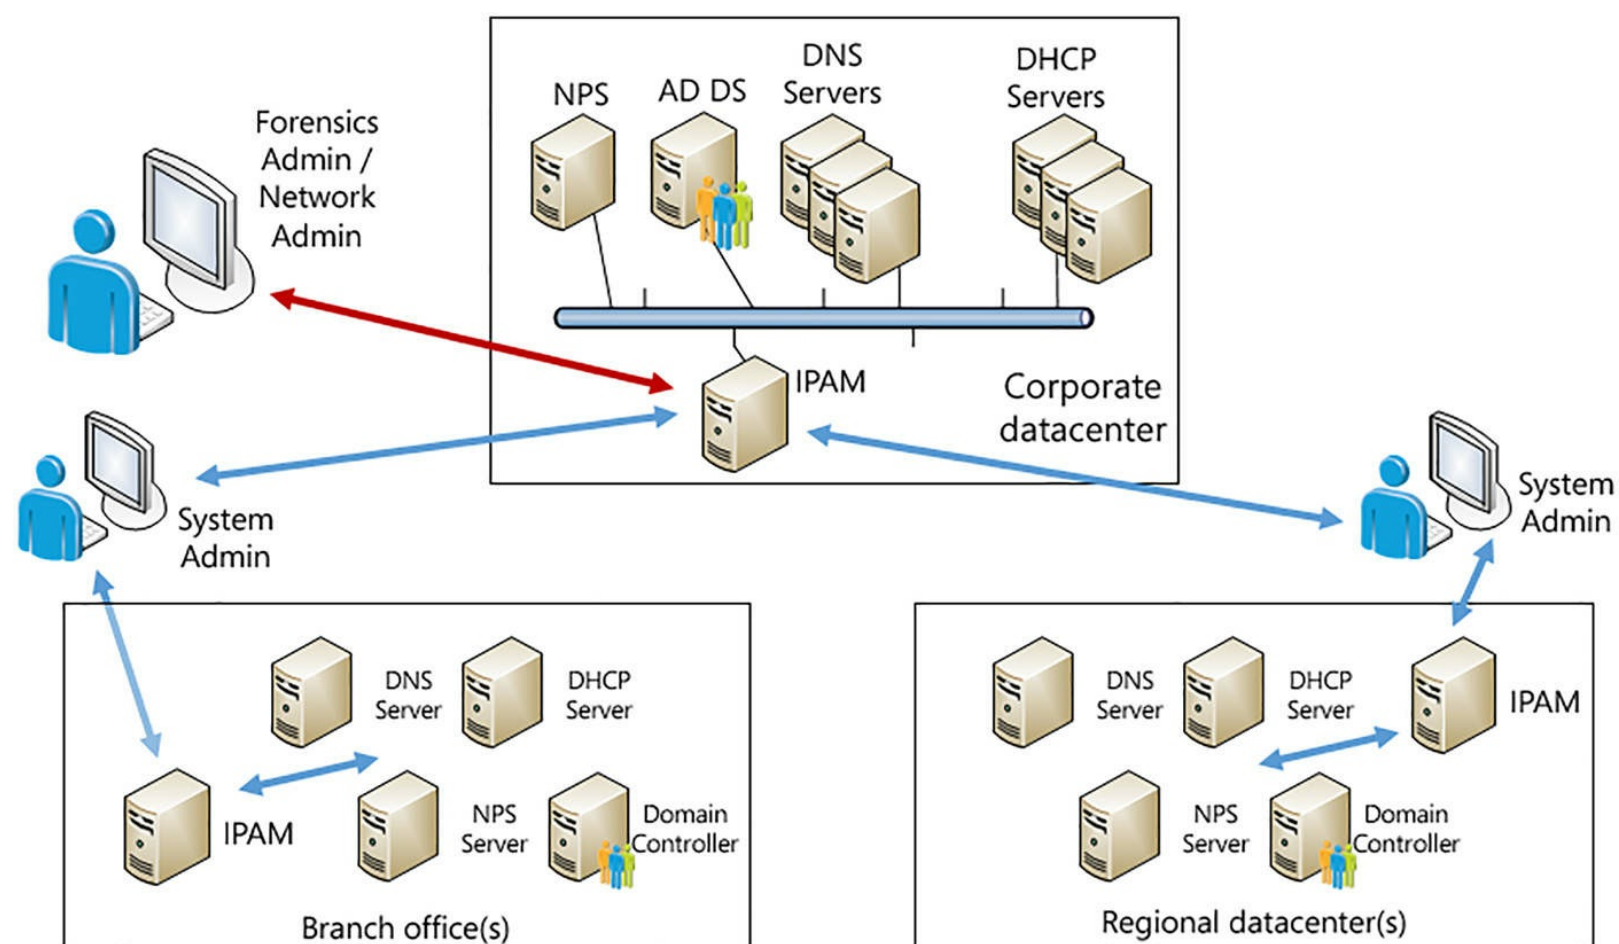 NPS
AD DS
DNS
Servers
DHCP
Servers
Forensics
Admin /
Network
Admin
IPAM
Corporate
datacenter
System
Admin
System
Admin
DNS
Server
DHCP
Server
IPAM
NPS
Server
Domain
Controller
Branch office(s)
DNS
Server
DHCP
Server
IPAM
NPS
Server
Domain
Controller
Regional datacenter(s)